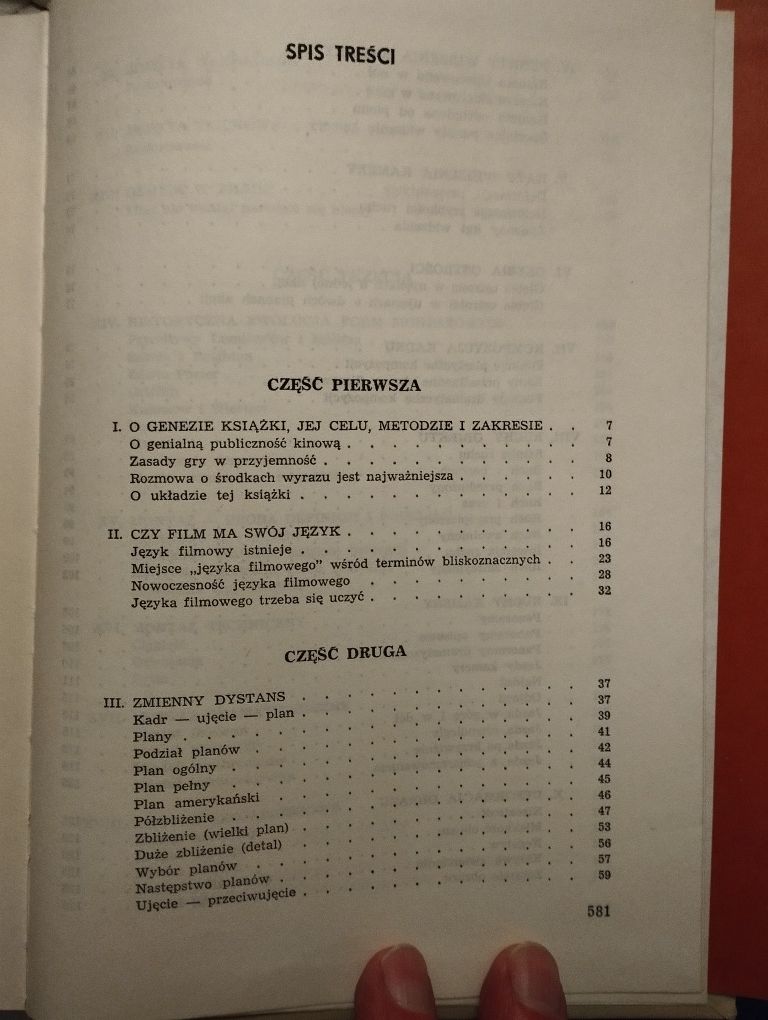 SPIS TREŚCI
CZĘŚĆ PIERWSZA
I. O GENEZIE KSIĄŻKI, JEJ CELU, METODZIE I ZAKRESIE . . 7
O genialną publiczność kinową . . . . . . . . . . 7
Zasady gry w przyjemność . . . . . . . . . . . 8
Rozmowa o środkach wyrazu jest najważniejsza . . . . . 10
O układzie tej książki . . . . . . . . . . . . 12
II. CZY FILM MA SWÓJ JĘZYK . . . . . . . . . . 16
Język filmowy istnieje . . . . . . . . . . . . 16
Miejsce „języka filmowego” wśród terminów bliskoznacznych . . 23
Nowoczesność języka filmowego . . . . . . . . . 28
Języka filmowego trzeba się uczyć . . . . . . . . . 32
CZĘŚĆ DRUGA
III. ZMIENNY DYSTANS . . . . . . . . . . . . 37
Kadr — ujęcie — plan . . . . . . . . . . . . 37
Plany . . . . . . . . . . . . . . . . 39
Podział planów . . . . . . . . . . . . . 41
Plan ogólny . . . . . . . . . . . . . . 42
Plan pełny . . . . . . . . . . . . . . 44
Plan amerykański . . . . . . . . . . . . 45
Półzbliżenie . . . . . . . . . . . . . . 46
Zbliżenie (wielki plan) . . . . . . . . . . . 47
Duże zbliżenie (detal) . . . . . . . . . . . 53
Wybór planów . . . . . . . . . . . . . 56
Następstwo planów . . . . . . . . . . . . 57
Ujęcie — przeciwujęcie . . . . . . . . . . . 59
581